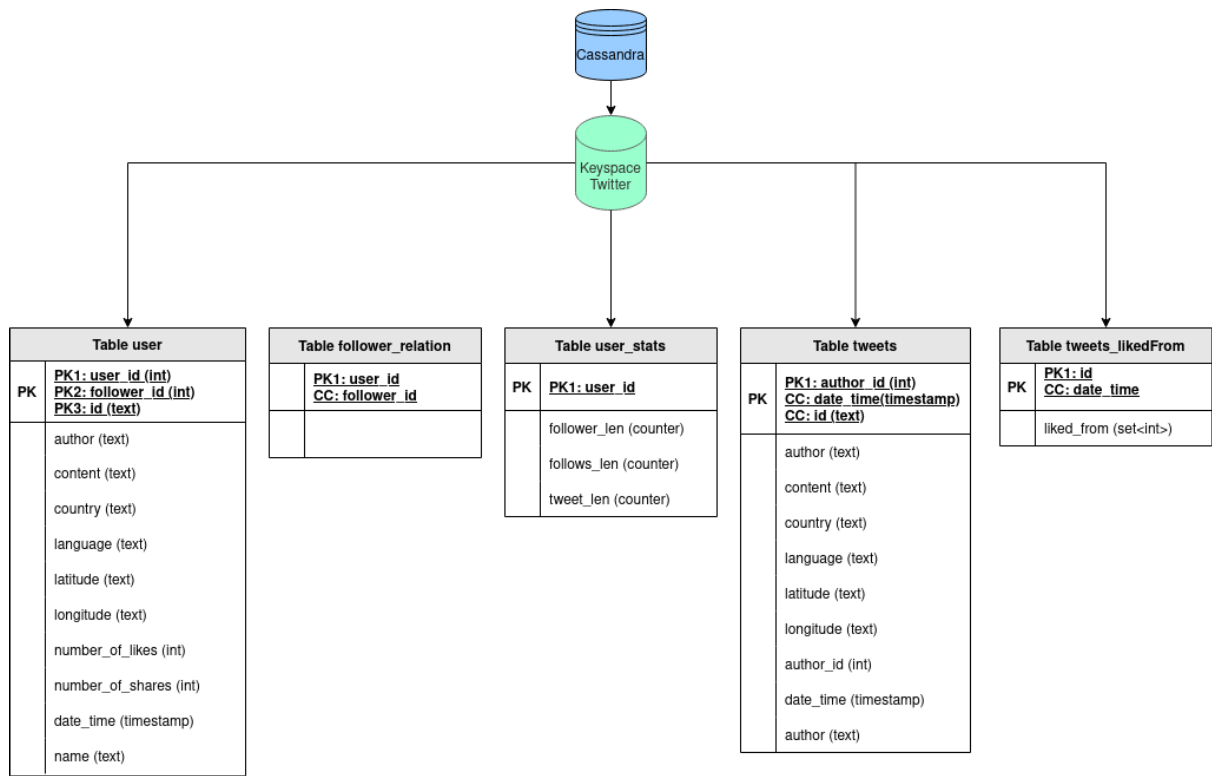 Cassandra
Keyspace
Twitter
Table user
PK
PK1: user_id (int)
PK2: follower_id (int)
PK3: id (text)
author (text)
content (text)
country (text)
language (text)
latitude (text)
longitude (text)
number_of_likes (int)
number_of_shares (int)
date_time (timestamp)
name (text)
Table follower_relation
PK1: user_id
CC: follower_id
Table user_stats
PK
PK1: user_id
follower_len (counter)
follows_len (counter)
tweet_len (counter)
Table tweets
PK
PK1: author_id (int)
CC: date_time(timestamp)
CC: id (text)
author (text)
content (text)
country (text)
language (text)
latitude (text)
longitude (text)
author_id (int)
date_time (timestamp)
author (text)
Table tweets_likedFrom
PK
PK1: id
CC: date_time
liked_from (set<int>)